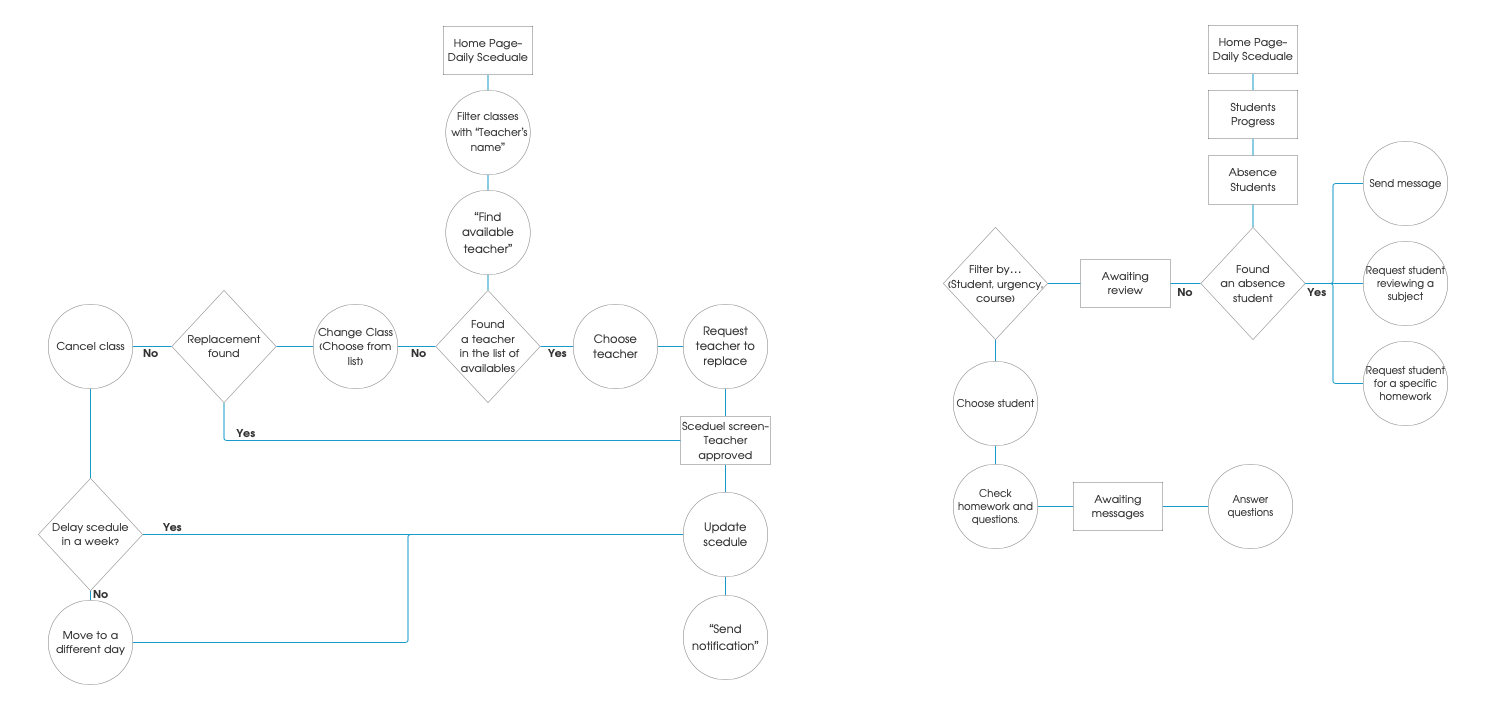 Home Page-
Daily Sceduale
Filter classes
with “Teacher's
name”
“Find
available
teacher”
Cancel class
No
Replacement
found
Change Class
(Choose from
list)
No
Found
a teacher
in the list of
availables
Yes
Choose
teacher
Request
teacher to
replace
Yes
Sceduel screen-
Teacher
approved
Delay scedule
in a week?
Yes
Update
scedule
No
Move to a
different day
“Send
notification”
Home Page-
Daily Sceduale
Students
Progress
Absence
Students
Send message
Filter by...
(Student, urgency,
course)
Awaiting
review
No
Found
an absence
student
Yes
Request student
reviewing a
subject
Request student
for a specific
homework
Choose student
Check
homework and
questions.
Awaiting
messages
Answer
questions